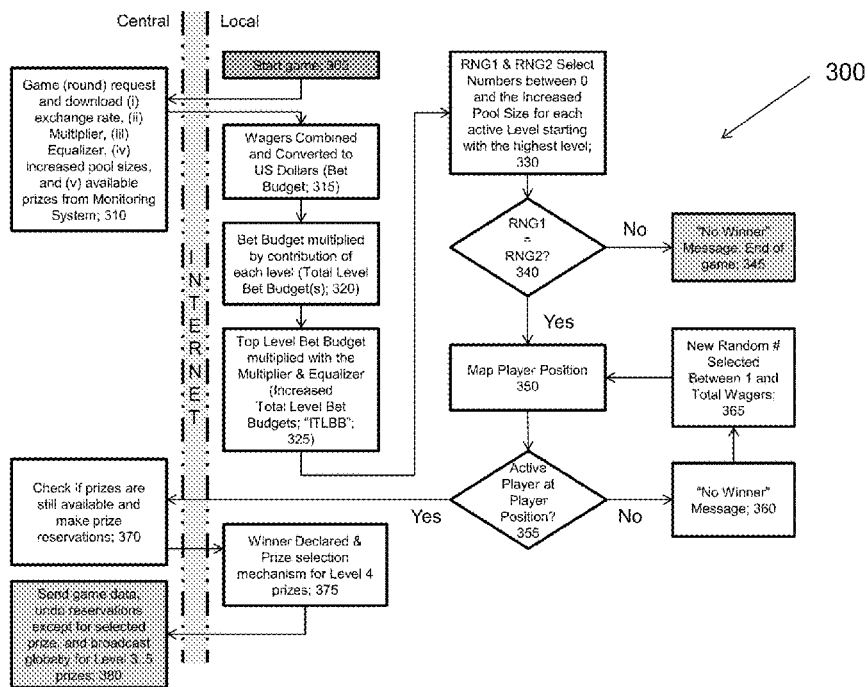 Central
Local
300
Start game; 305
Game (round) request
and download (i)
exchange rate, (ii)
Multiplier, (iii)
Equalizer, (iv)
increased pool sizes,
and (v) available
prizes from Monitoring
System; 310
Wagers Combined
and Converted to
US Dollars (Bet
Budget; 315)
Bet Budget multiplied
by contribution of
each level (Total Level
Bet Budget(s); 320)
Top Level Bet Budget
multiplied with the
Multiplier & Equalizer
(Increased
Total Level Bet
Budgets; "ITLBB";
325)
INTERNET
RNG1 & RNG2 Select
Numbers between 0
and the Increased
Pool Size for each
active Level starting
with the highest level;
330
RNG1
=
RNG2?
340
No
"No Winner"
Message; End of
game; 345
Yes
Map Player Position
350
New Random #
Selected
Between 1 and
Total Wagers;
365
Active
Player at
Player
Position?
355
Yes
No
"No Winner"
Message; 360
Check if prizes are
still available and
make prize
reservations; 370
Winner Declared &
Prize selection
mechanism for Level 4
prizes; 375
Send game data,
undo reservations
except for selected
prize, and broadcast
globally for Level 3..5
prizes; 380